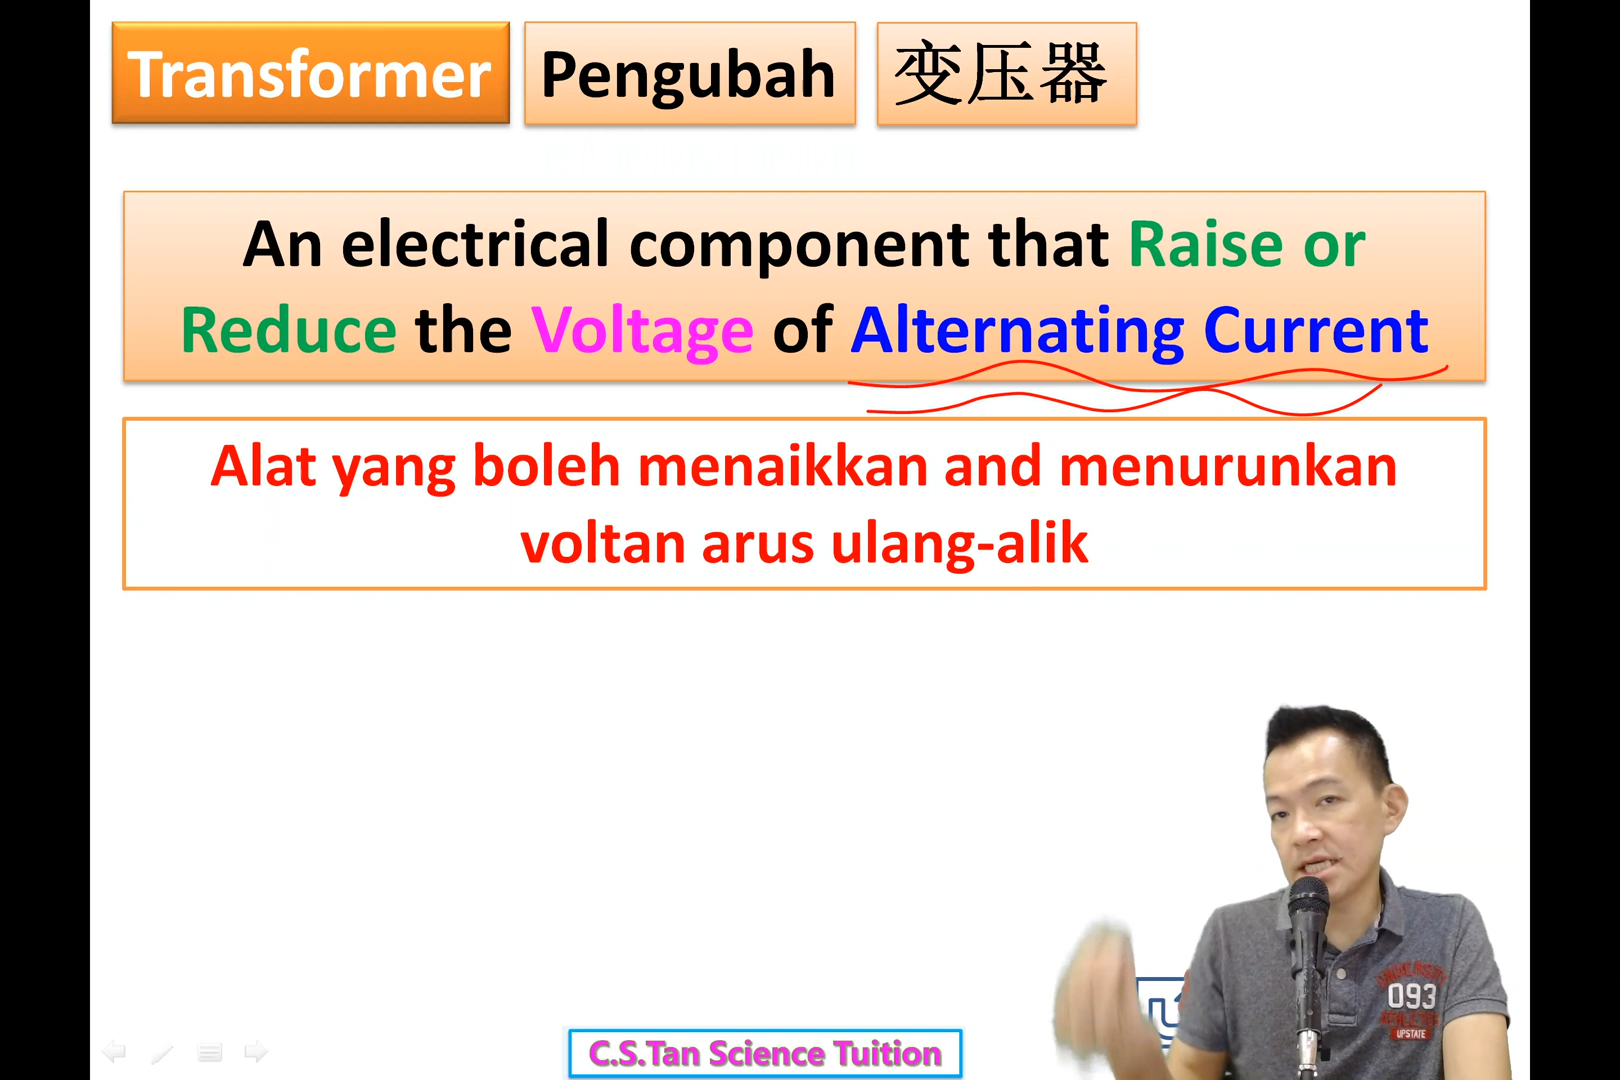 Transformer
Pengubah
变压器
An electrical component that Raise or
Reduce the Voltage of Alternating Current
Alat yang boleh menaikkan and menurunkan
voltan arus ulang-alik
093
UPSTATE
C.S.Tan Science Tuition